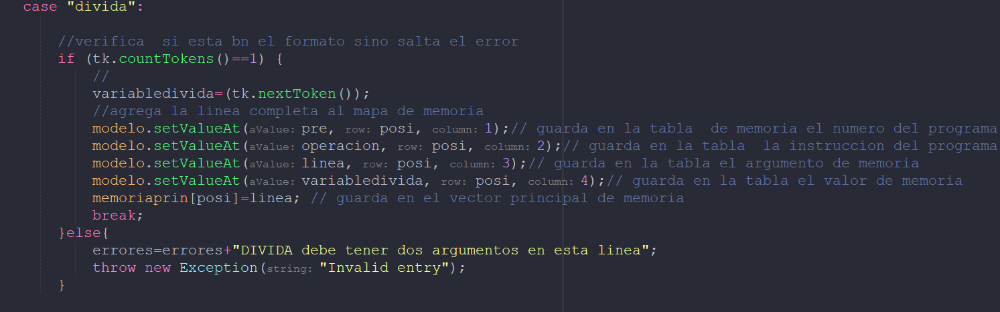 case "divida":
//verifica  si esta bn el formato sino salta el error
if (tk.countTokens()==1) {
//
variabledivida=(tk.nextToken());
//agrega la linea completa al mapa de memoria
modelo.setValueAt(aValue: pre, row: posi, column: 1);// guarda en la tabla  de memoria el numero del programa
modelo.setValueAt(aValue: operacion, row: posi, column: 2);// guarda en la tabla  la instruccion del programa
modelo.setValueAt(aValue: linea, row: posi, column: 3);// guarda en la tabla el argumento de memoria
modelo.setValueAt(aValue: variabledivida, row: posi, column: 4);// guarda en la tabla el valor de memoria
memoriaprin[posi]=linea; // guarda en el vector principal de memoria
break;
}else{
errores=errores+"DIVIDA debe tener dos argumentos en esta linea";
throw new Exception(string: "Invalid entry");
}